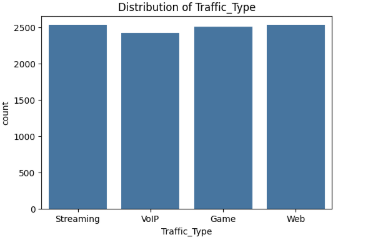 Distribution of Traffic_Type
2500
2000
1500
1000
500
0
count
Streaming VoIP Game Web
Traffic_Type